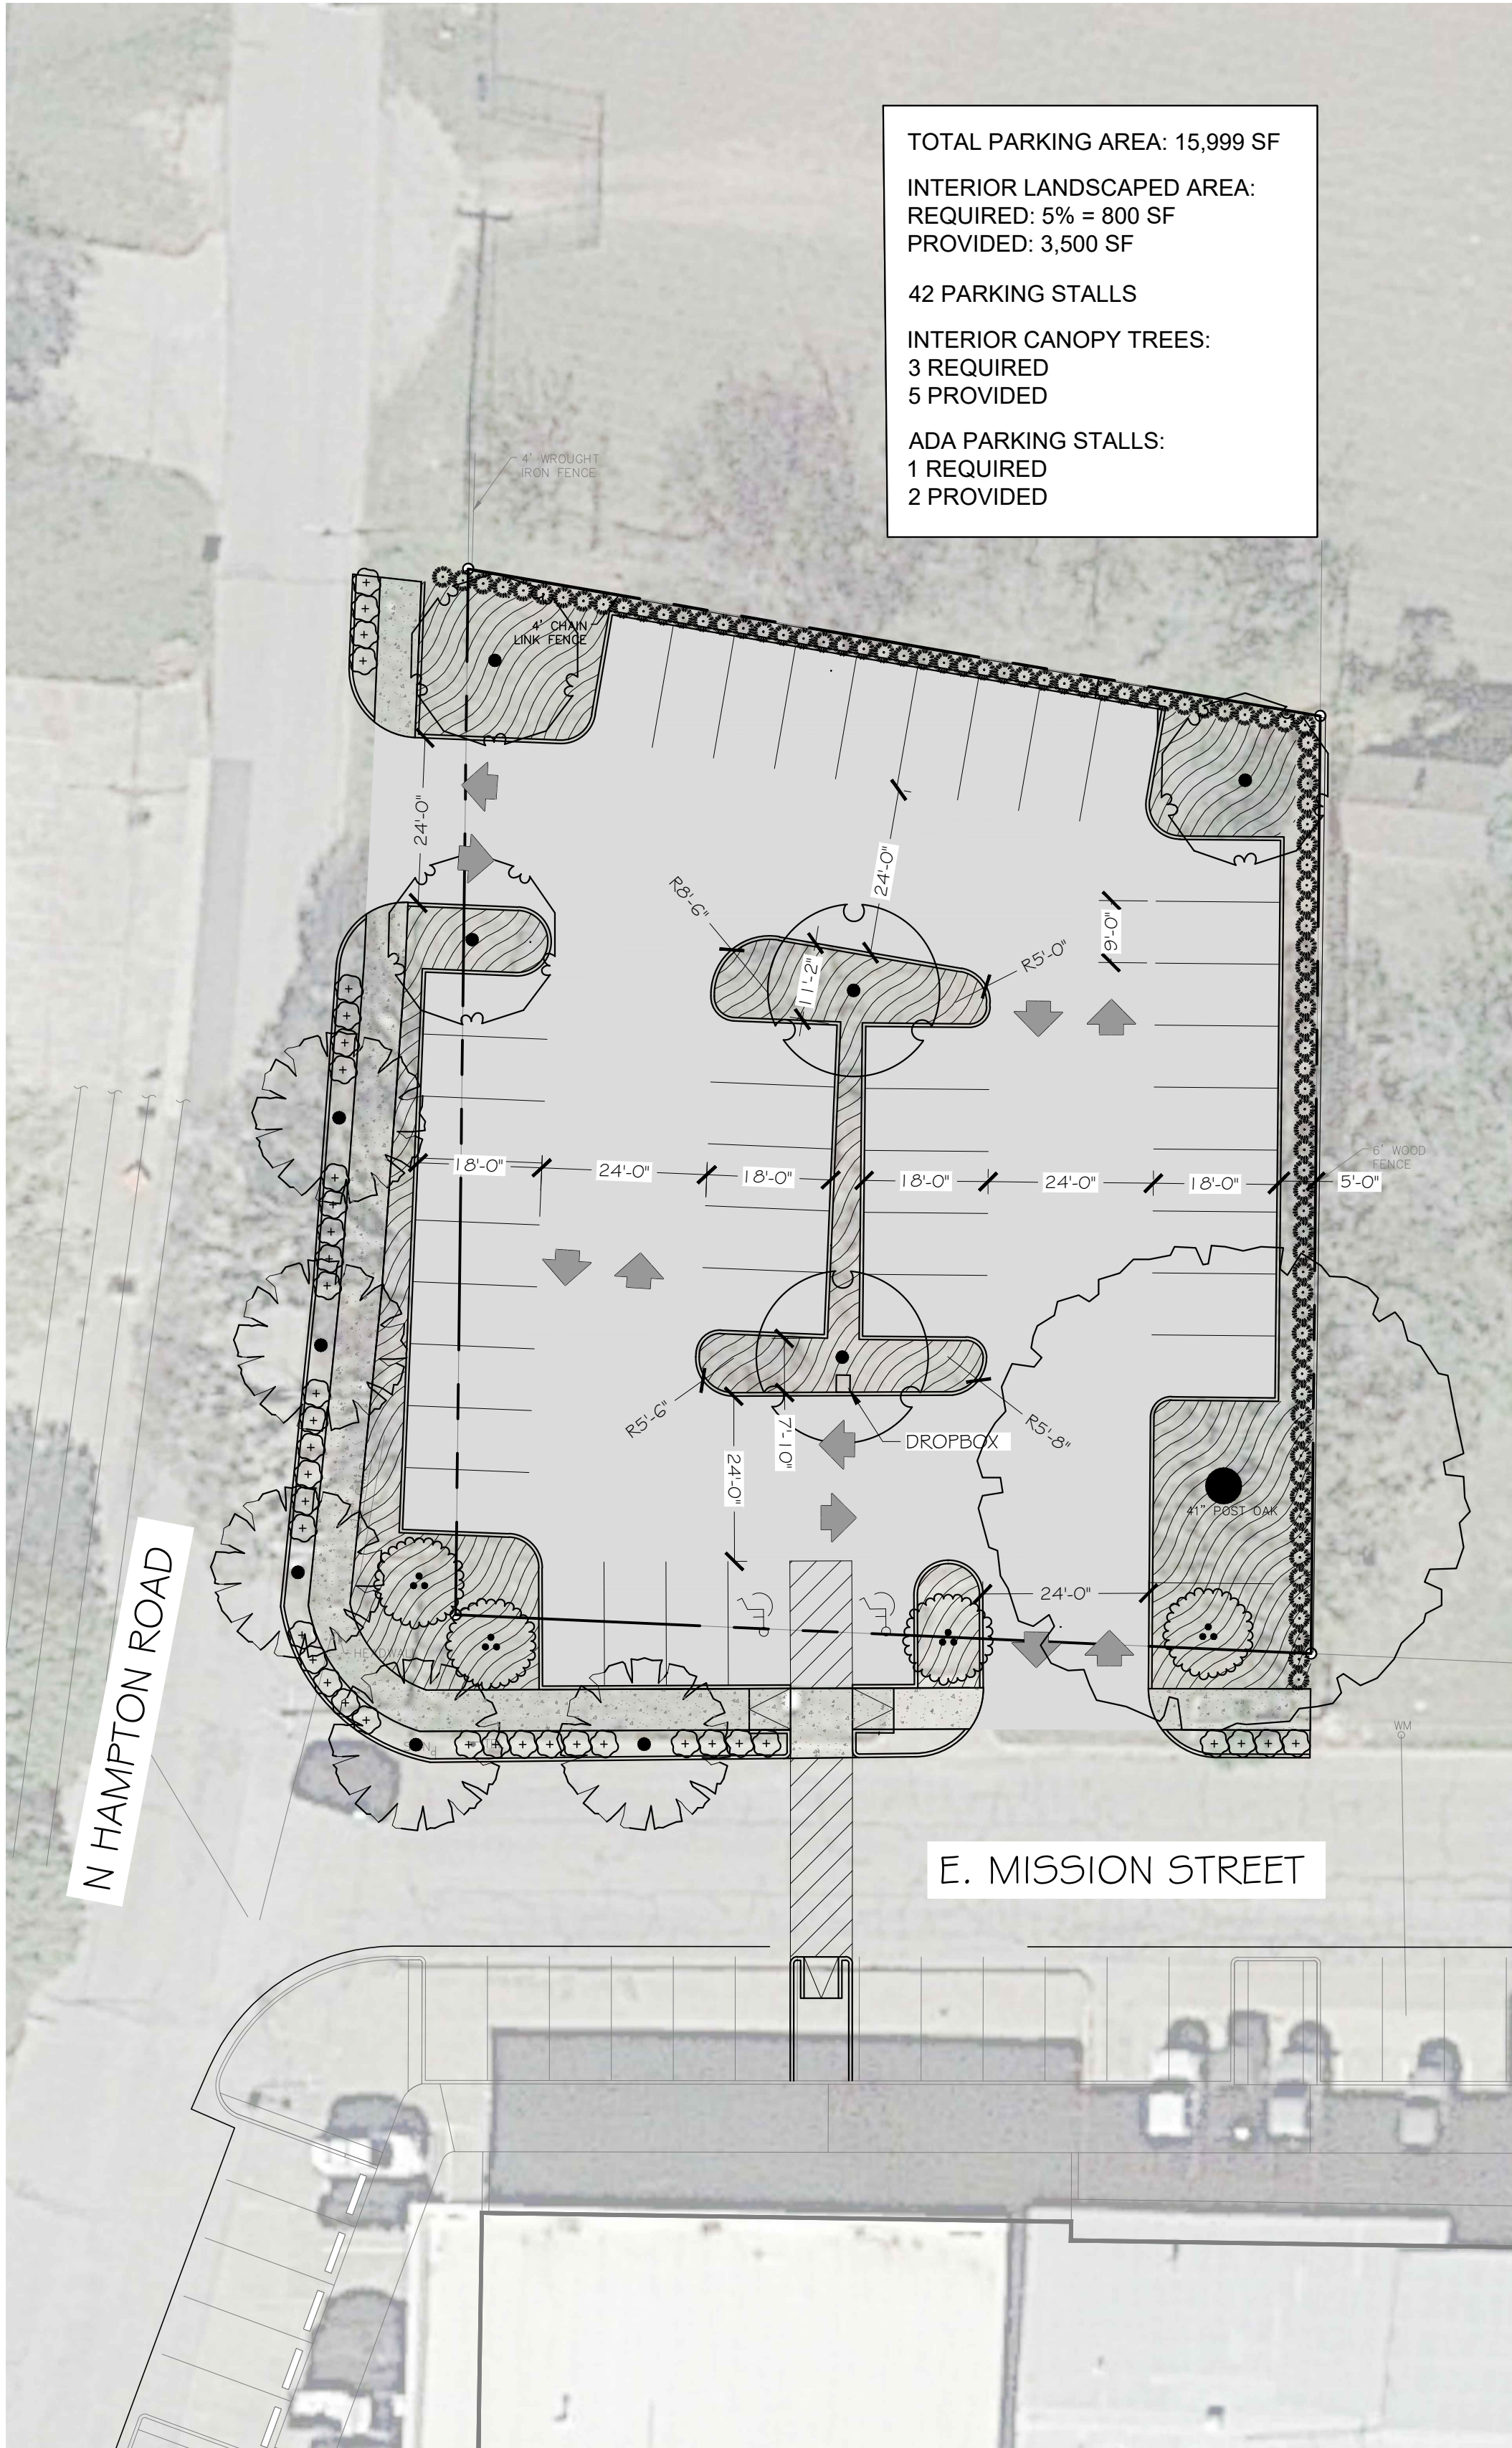 TOTAL PARKING AREA: 15,999 SF
INTERIOR LANDSCAPED AREA:
REQUIRED: 5% = 800 SF
PROVIDED: 3,500 SF
42 PARKING STALLS
INTERIOR CANOPY TREES:
3 REQUIRED
5 PROVIDED
ADA PARKING STALLS:
1 REQUIRED
2 PROVIDED
4' WROUGHT
IRON FENCE
4' CHAIN
LINK FENCE
24'-0"
24'-0"
R8'-6"
11'-2"
R5'-0"
9'-0"
18'-0"
24'-0"
18'-0"
18'-0"
24'-0"
18'-0"
5'-0"
6' WOOD
FENCE
R5'-6"
7'-10"
R5'-8"
DROPBOX
24'-0"
41" POST OAK
24'-0"
WM
N HAMPTON ROAD
E. MISSION STREET